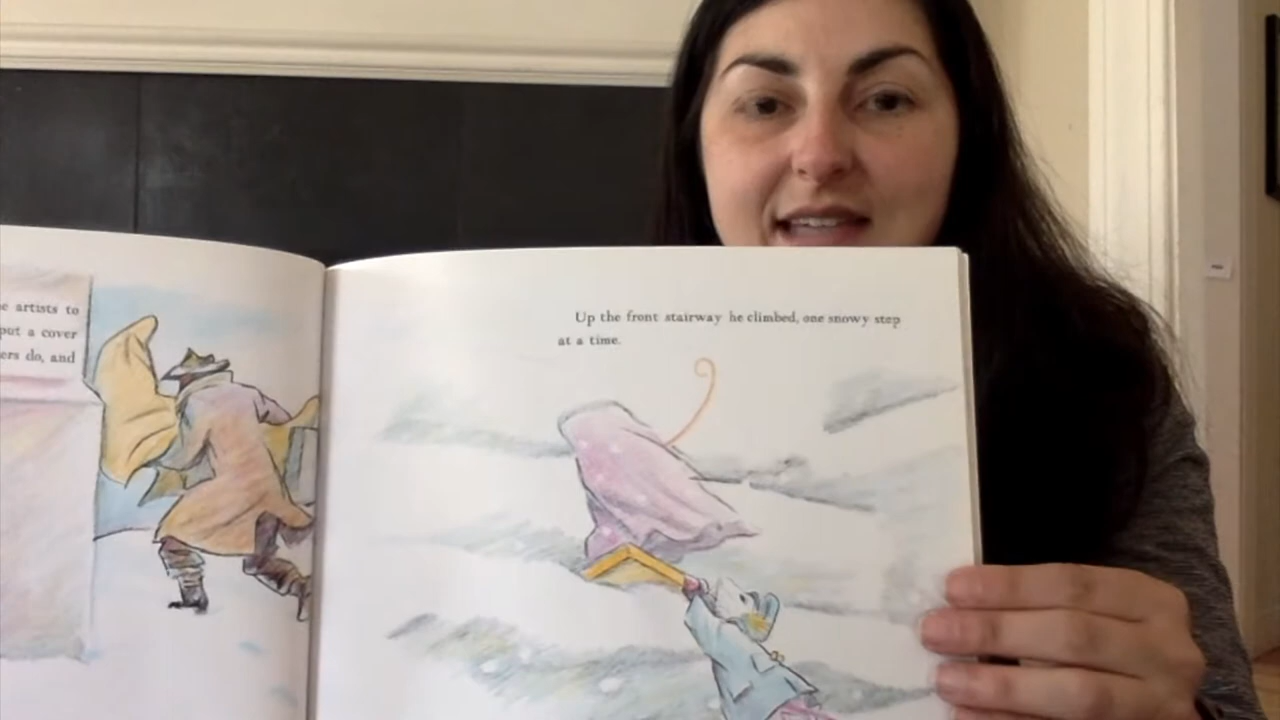 e artists to
put a cover
ers do, and
Up the front stairway he climbed, one snowy step
at a time.